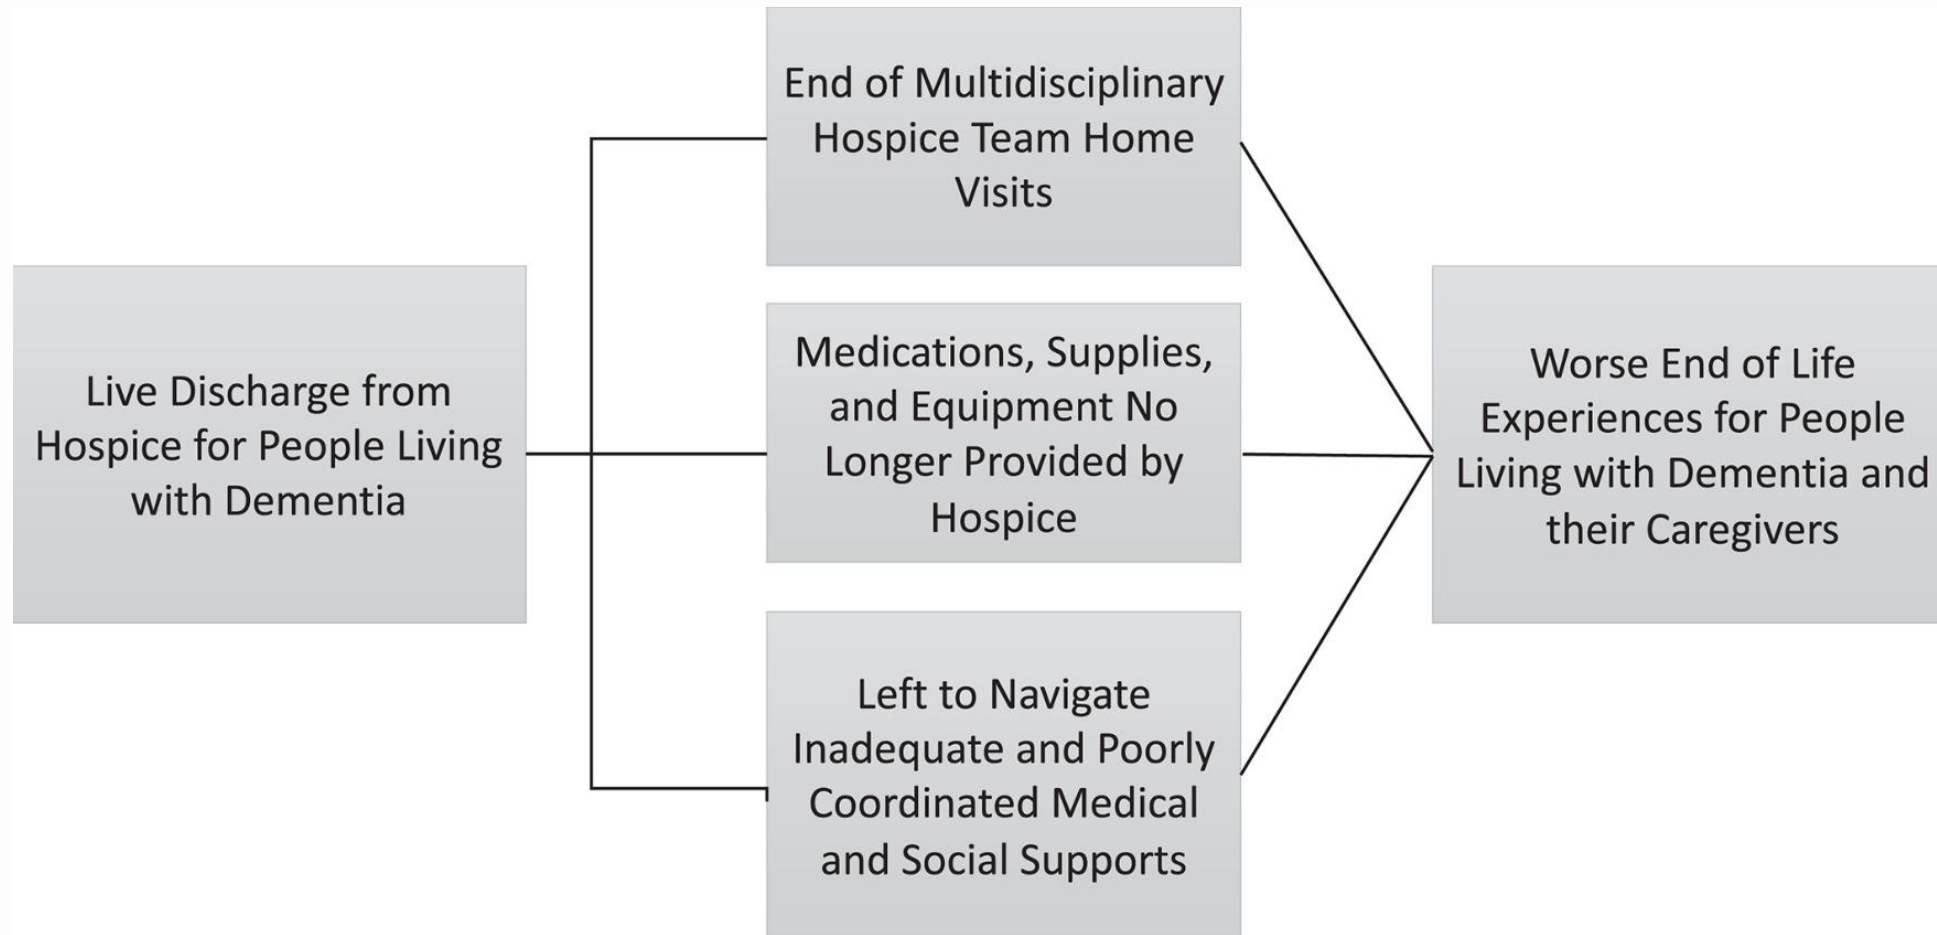 Live Discharge from
Hospice for People Living
with Dementia
End of Multidisciplinary
Hospice Team Home
Visits
Medications, Supplies,
and Equipment No
Longer Provided by
Hospice
Left to Navigate
Inadequate and Poorly
Coordinated Medical
and Social Supports
Worse End of Life
Experiences for People
Living with Dementia and
their Caregivers